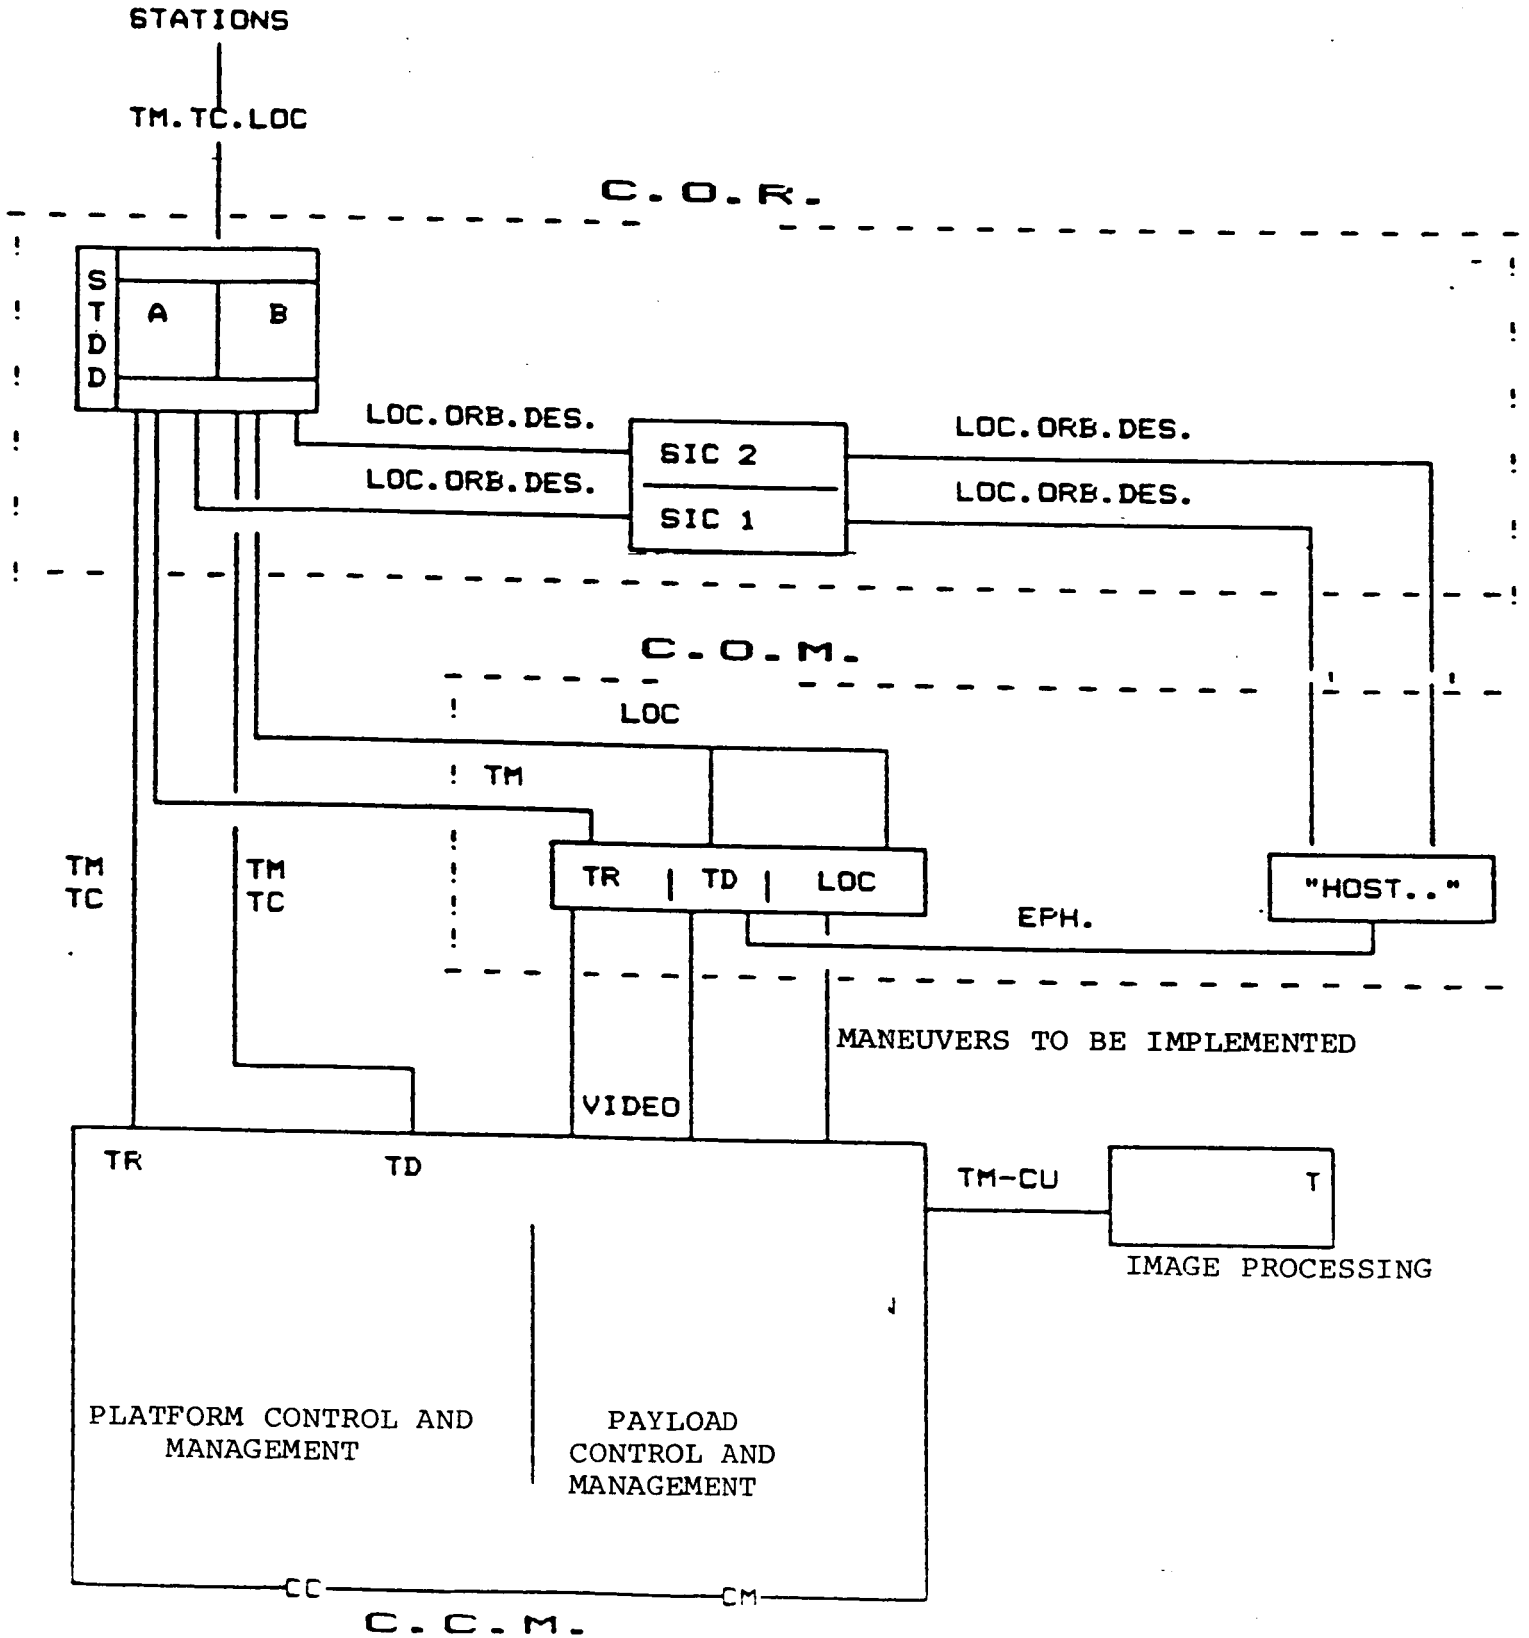 STATIONS
TM.TC.LOC
C.O.R.
STDD
A B
LOC.ORB.DES.
LOC.ORB.DES.
SIC 2
LOC.ORB.DES.
LOC.ORB.DES.
SIC 1
C.O.M.
LOC
TM
TM
TC
TM
TC
TR | TD | LOC
"HOST.."
EPH.
MANEUVERS TO BE IMPLEMENTED
VIDEO
TR TD
TM-CU
T
IMAGE PROCESSING
PLATFORM CONTROL AND
MANAGEMENT
PAYLOAD
CONTROL AND
MANAGEMENT
CC CM
C.C.M.